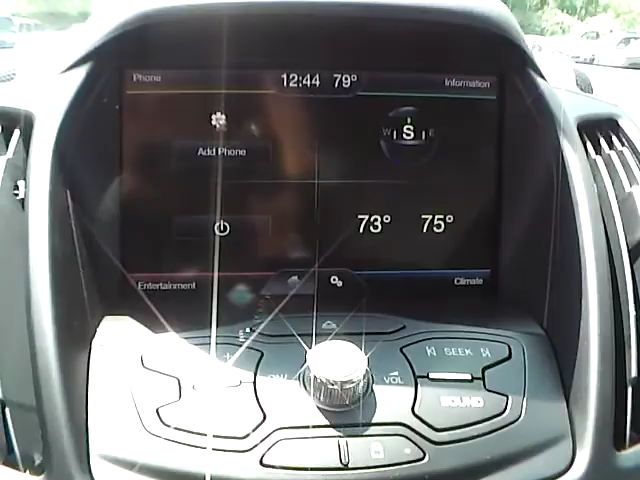 Phone
12:44 79°
Information
Add Phone
W S E
73° 75°
Entertainment
Climate
VOL
SEEK
SOUND